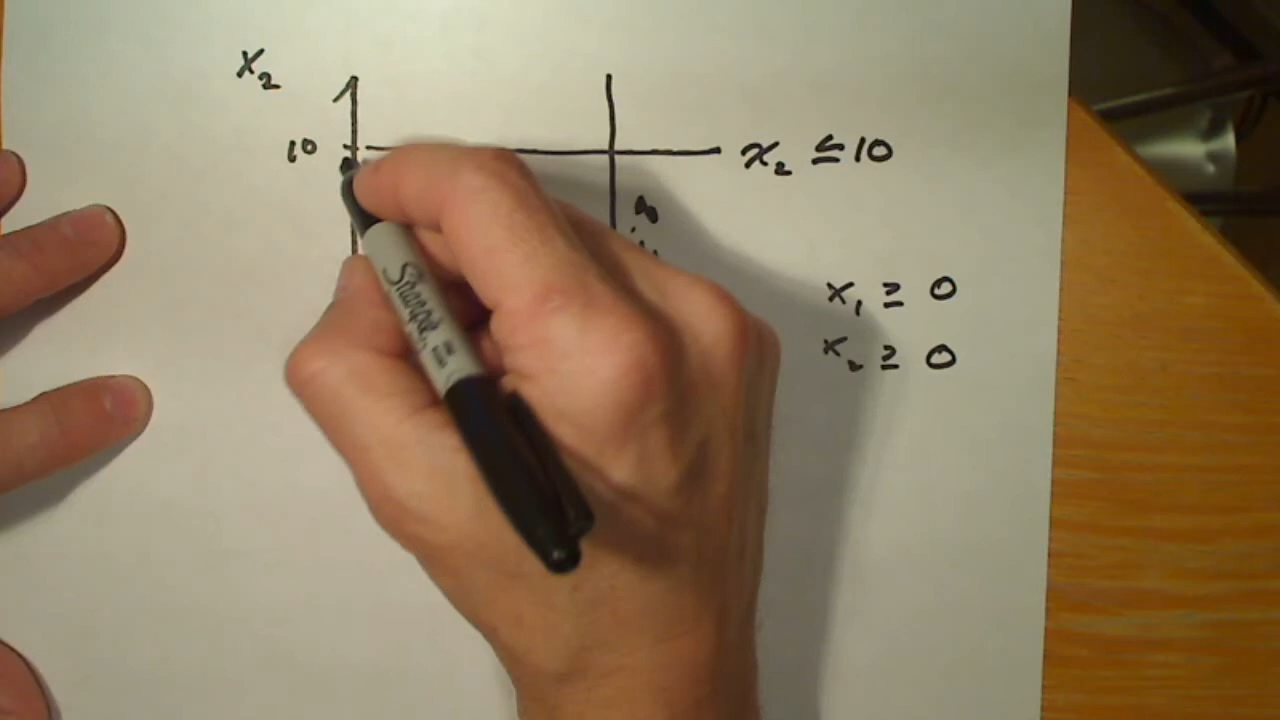 x₂
10
x₂ ≤ 10
x₁ ≥ 0
x₂ ≥ 0
Sharpie